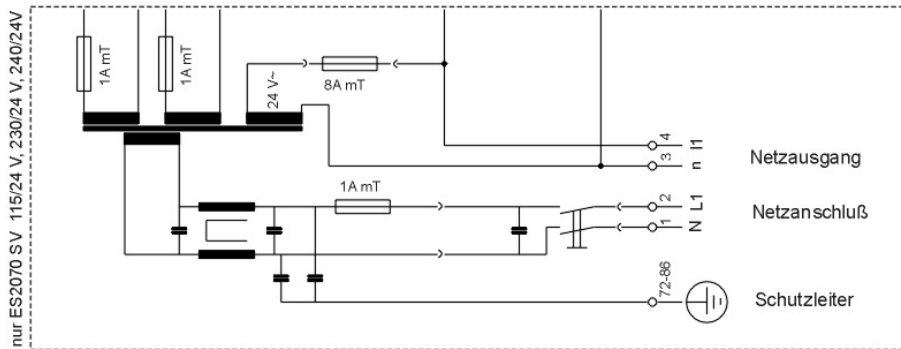 nur ES2070 S V 115/24 V, 230/24 V, 240/24V
1A mT
1A mT
24 V~
8A mT
4 l1
3 n
Netzausgang
1A mT
2 L1
1 N
Netzanschluß
72-86
Schutzleiter